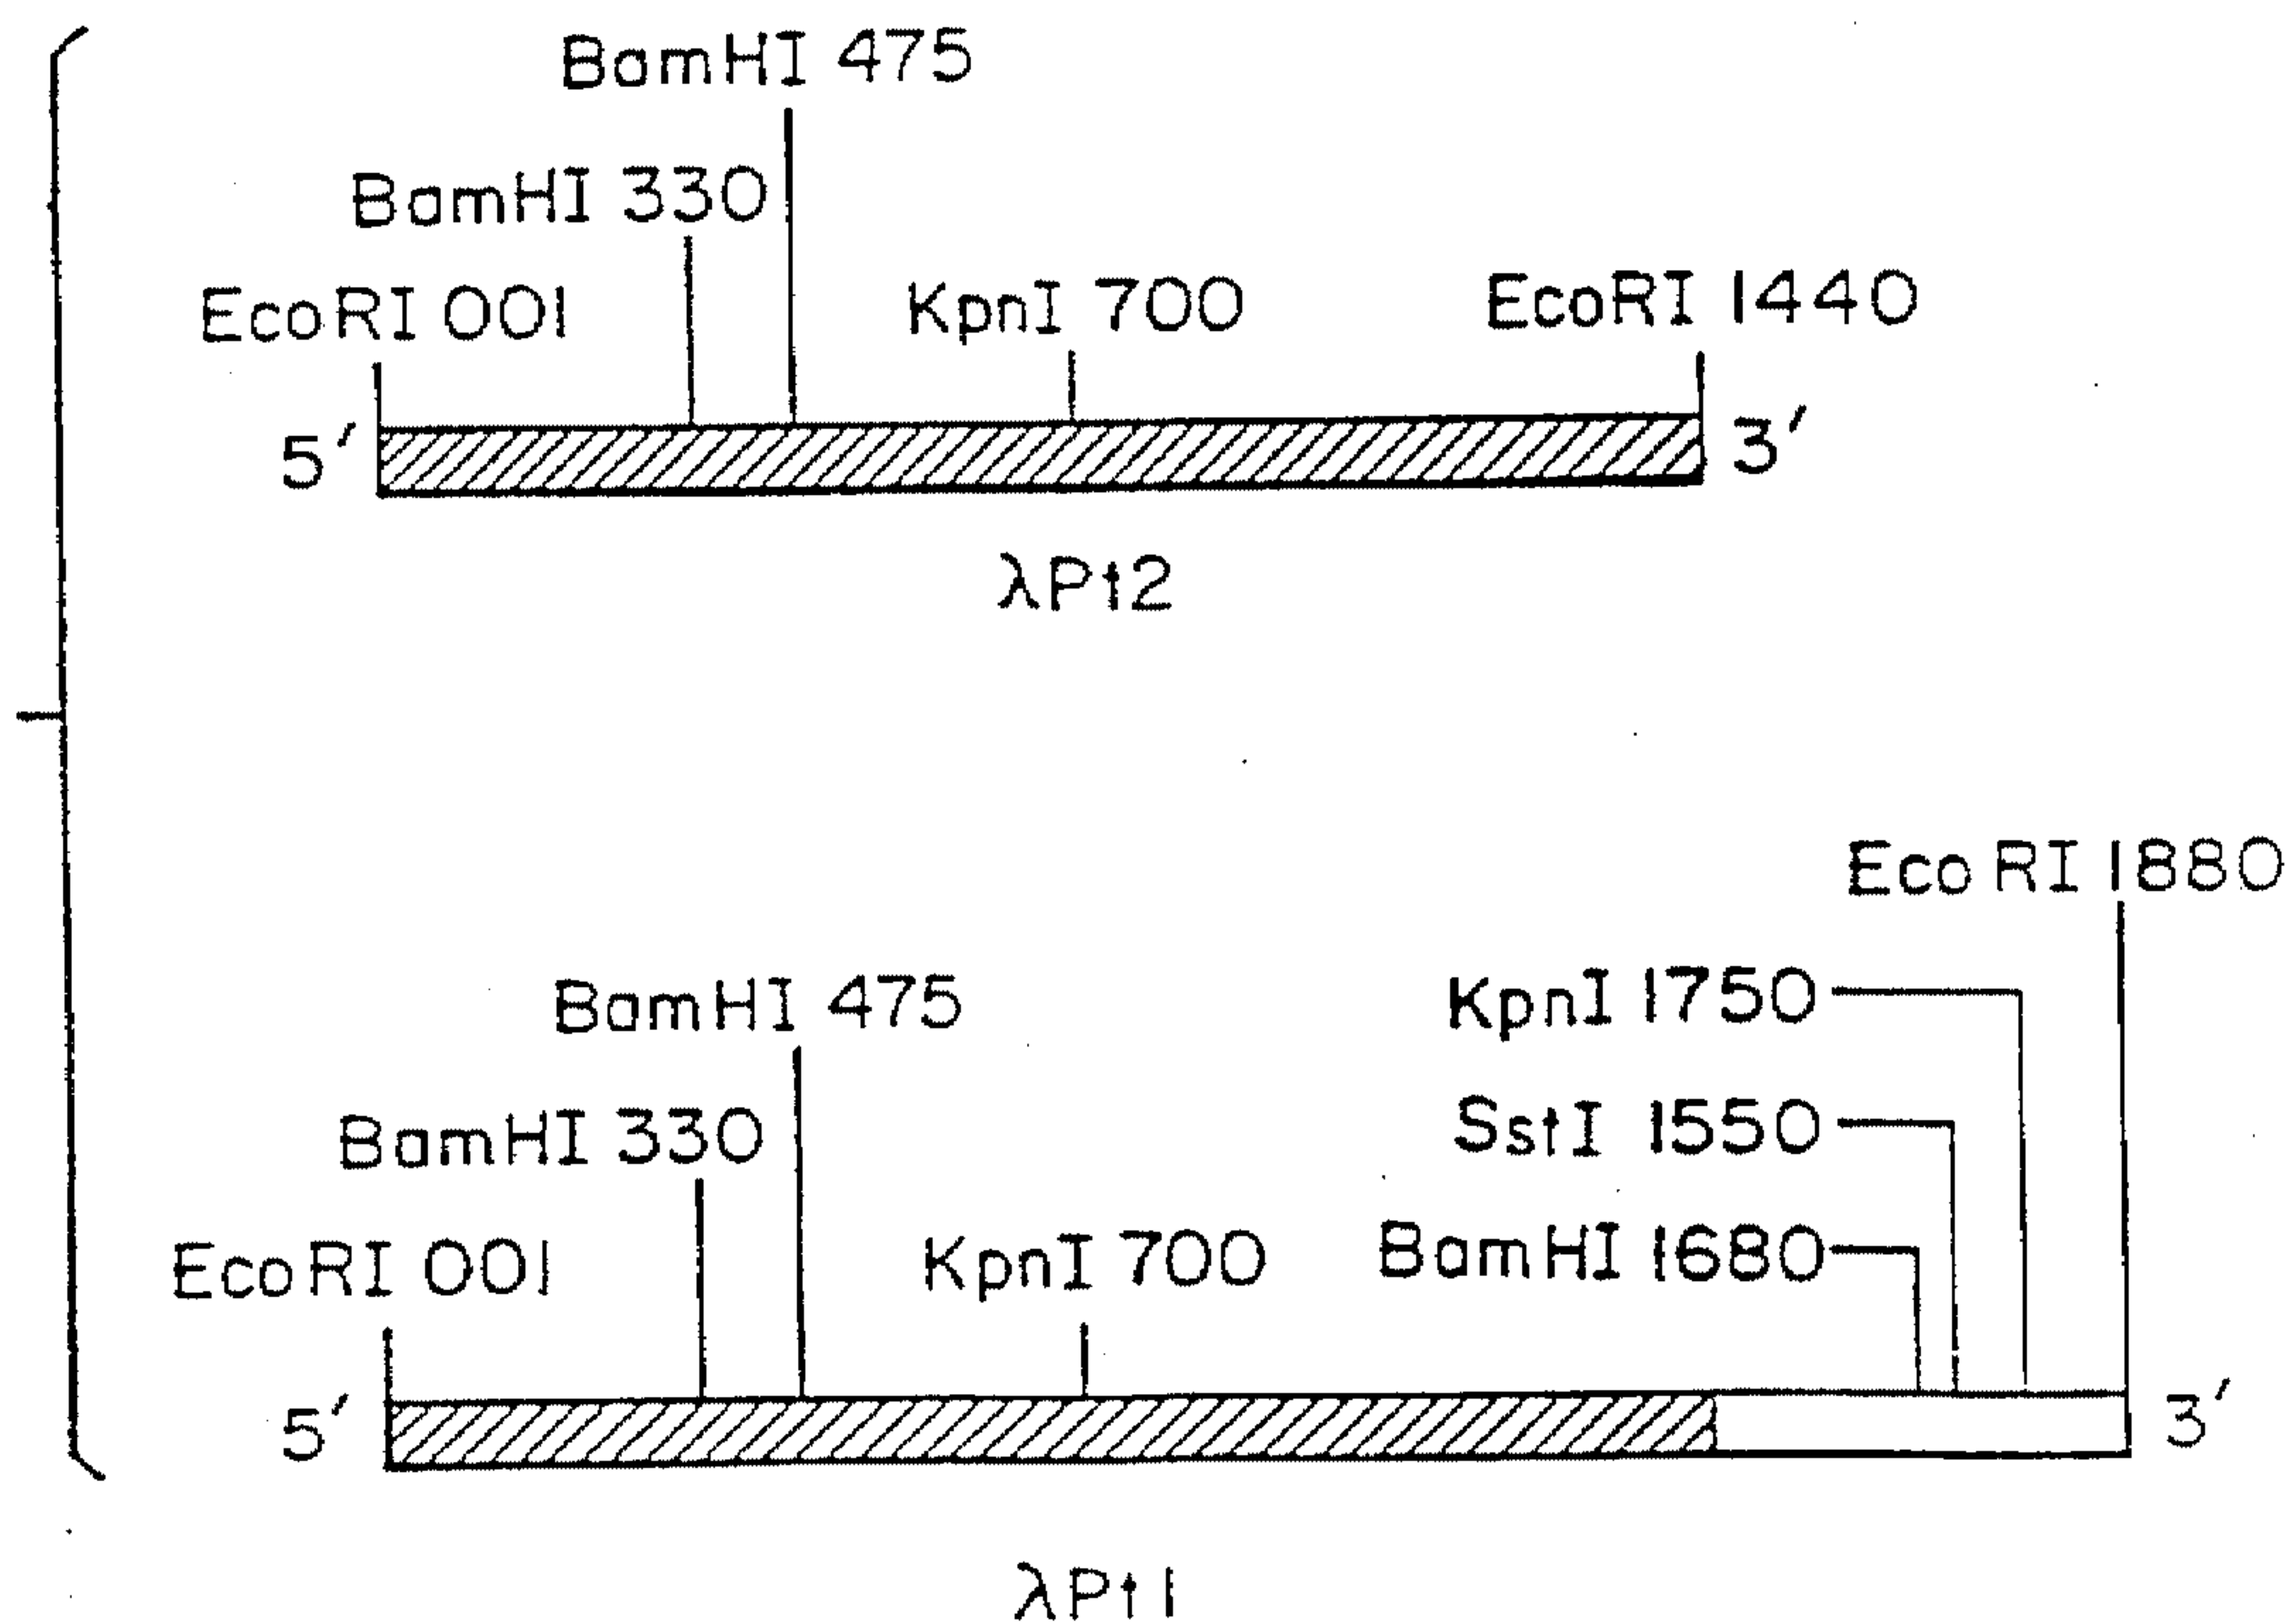 BamHI 475
BamHI 330
EcoRI 001
KpnI 700
EcoRI 1440
5′
3′
λPt2
EcoRI 1880
BamHI 475
KpnI 1750
BamHI 330
SstI 1550
EcoRI 001
KpnI 700
BamHI 1680
5′
3′
λPt1